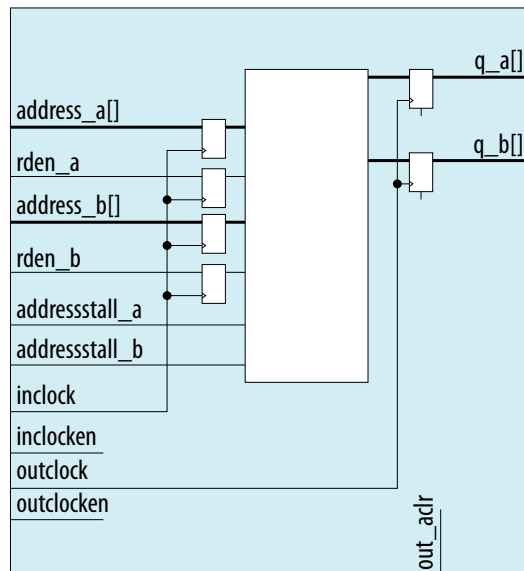 q_a[]
address_a[]
q_b[]
rden_a
address_b[]
rden_b
addressstall_a
addressstall_b
inclock
inclocken
outclock
outclocken
out_aclr